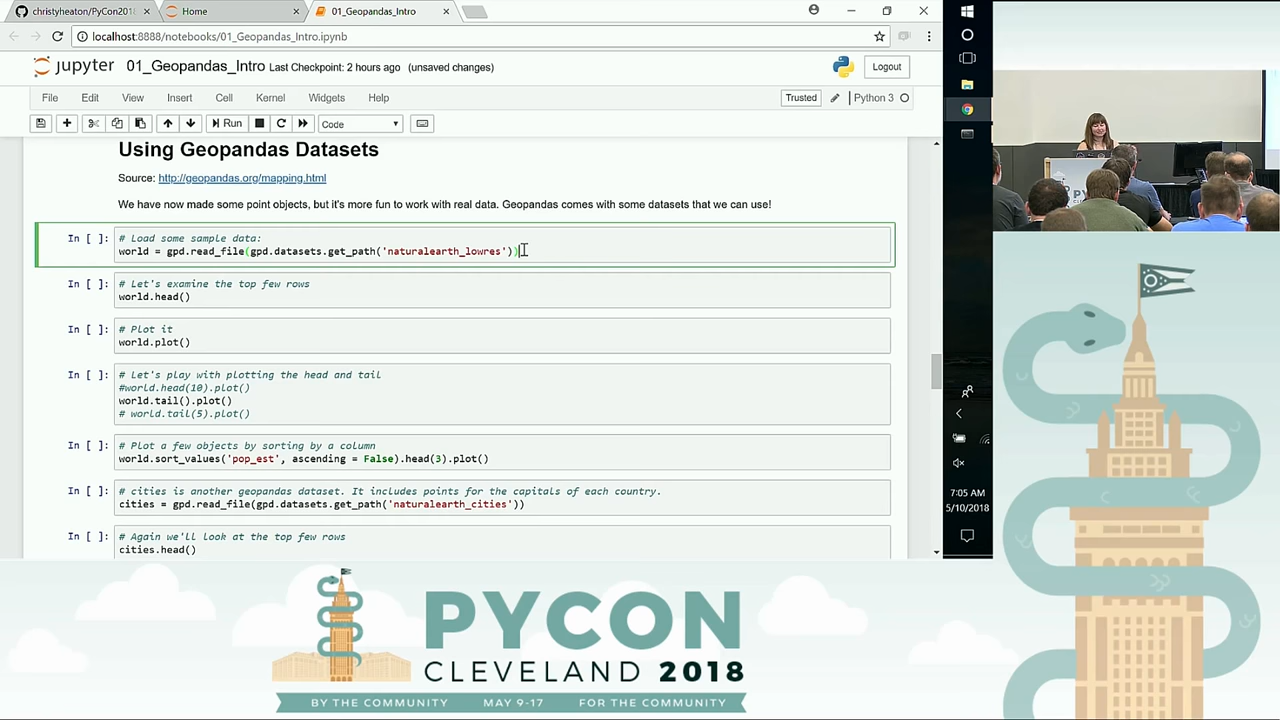 christyheaton/PyCon201
Home
01_Geopandas_Intro
localhost:8888/notebooks/01_Geopandas_Intro.ipynb
jupyter 01_Geopandas_Intro Last Checkpoint: 2 hours ago (unsaved changes)
Logout
File Edit View Insert Cell Kernel Widgets Help
Trusted
Python 3
Run
Code
Using Geopandas Datasets
Source: http://geopandas.org/mapping.html
We have now made some point objects, but it's more fun to work with real data. Geopandas comes with some datasets that we can use!
In [ ]: # Load some sample data:
world = gpd.read_file(gpd.datasets.get_path('naturalearth_lowres'))
In [ ]: # Let's examine the top few rows
world.head()
In [ ]: # Plot it
world.plot()
In [ ]: # Let's play with plotting the head and tail
#world.head(10).plot()
world.tail().plot()
# world.tail(5).plot()
In [ ]: # Plot a few objects by sorting by a column
world.sort_values('pop_est', ascending = False).head(3).plot()
In [ ]: # cities is another geopandas dataset. It includes points for the capitals of each country.
cities = gpd.read_file(gpd.datasets.get_path('naturalearth_cities'))
In [ ]: # Again we'll look at the top few rows
cities.head()
7:05 AM
5/10/2018
PYCON
PYCON
CLEVELAND 2018
BY THE COMMUNITY MAY 9-17 FOR THE COMMUNITY